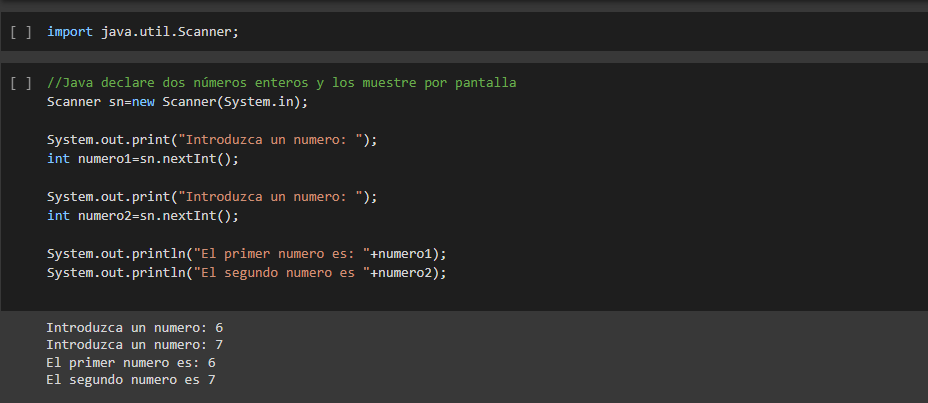 [ ] import java.util.Scanner;
[ ] //Java declare dos números enteros y los muestre por pantalla
Scanner sn=new Scanner(System.in);
System.out.print("Introduzca un numero: ");
int numero1=sn.nextInt();
System.out.print("Introduzca un numero: ");
int numero2=sn.nextInt();
System.out.println("El primer numero es: "+numero1);
System.out.println("El segundo numero es "+numero2);
Introduzca un numero: 6
Introduzca un numero: 7
El primer numero es: 6
El segundo numero es 7